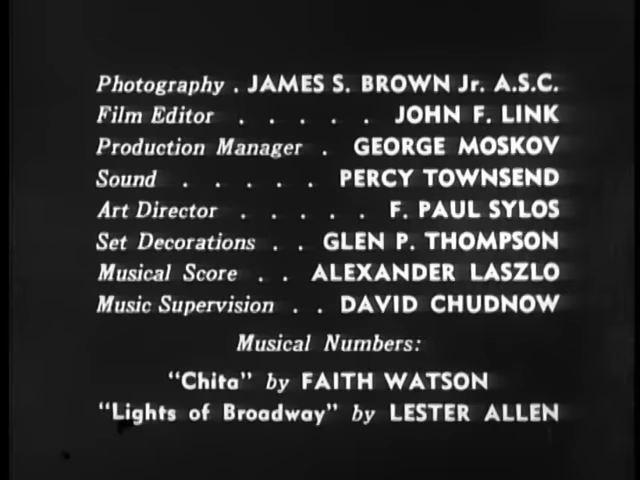 Photography . JAMES S. BROWN Jr. A.S.C.
Film Editor . . . . . JOHN F. LINK
Production Manager . GEORGE MOSKOV
Sound . . . . . PERCY TOWNSEND
Art Director . . . . . F. PAUL SYLOS
Set Decorations . . GLEN P. THOMPSON
Musical Score . . ALEXANDER LASZLO
Music Supervision . . DAVID CHUDNOW
Musical Numbers:
"Chita" by FAITH WATSON
"Lights of Broadway" by LESTER ALLEN